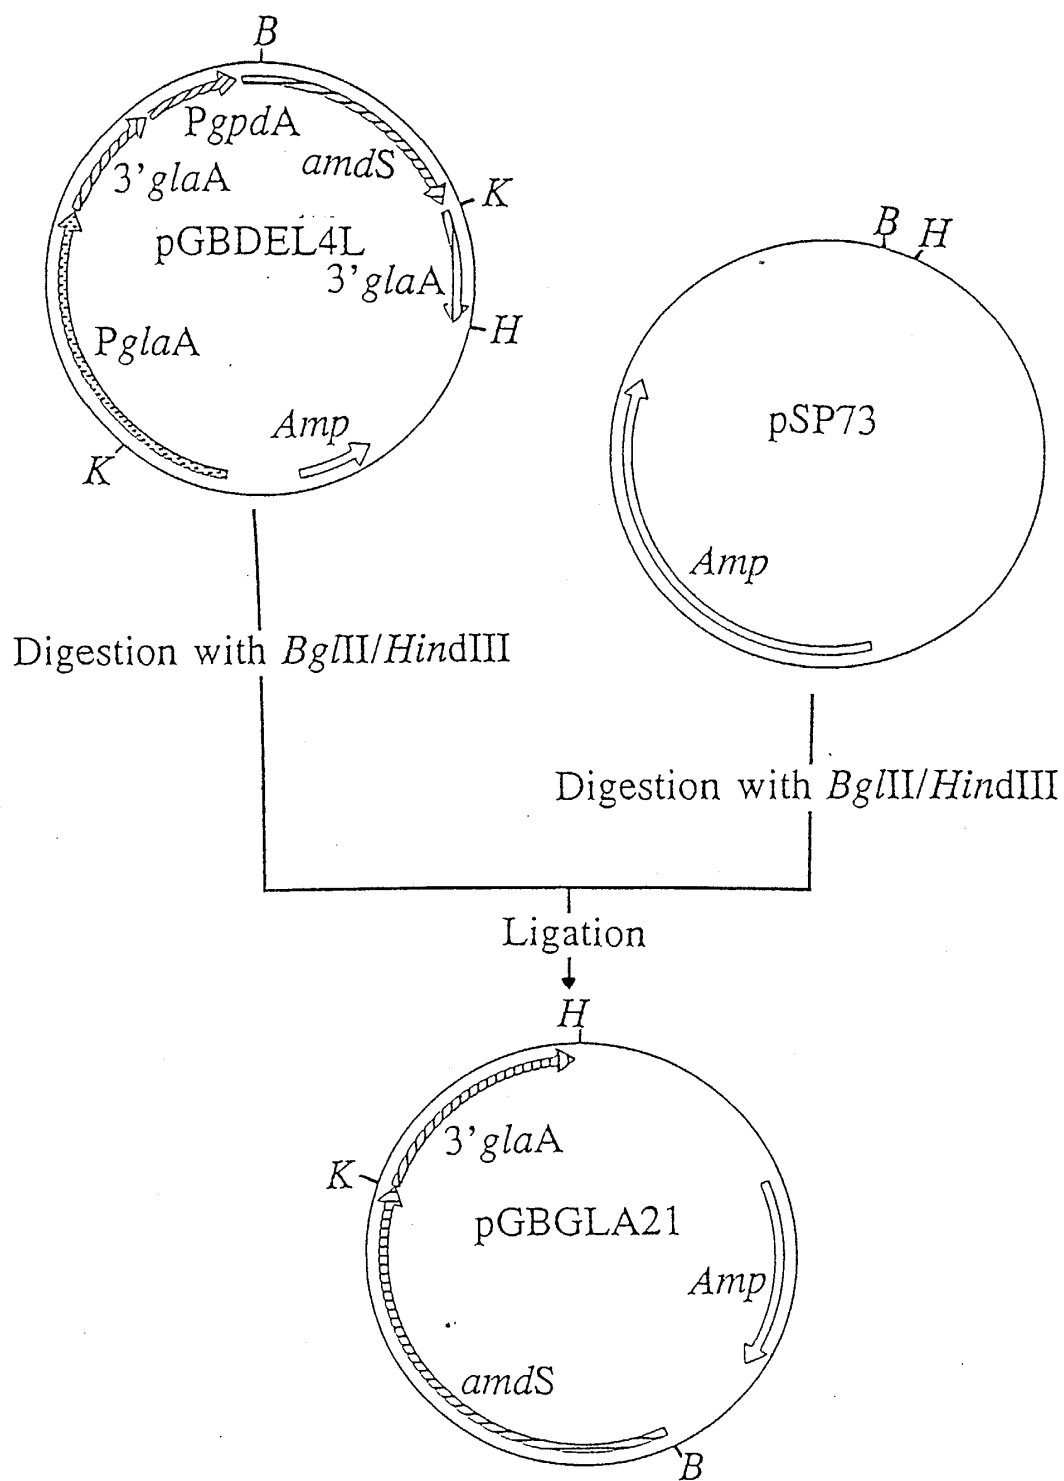 B
PgpdA
amdS
3’glaA
K
pGBDEL4L
3’glaA
H
PglaA
Amp
K
B H
pSP73
Amp
Digestion with BglII/HindIII
Digestion with BglII/HindIII
Ligation
H
3’glaA
K
pGBGLA21
Amp
amdS
B